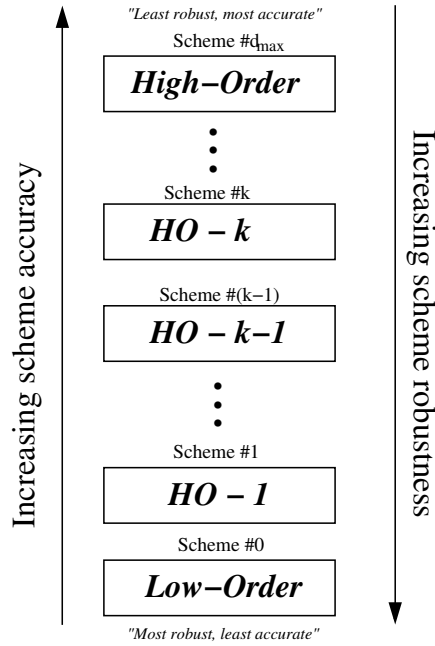 "Least robust, most accurate"
Scheme #d_max
High-Order
Scheme #k
HO - k
Scheme #(k-1)
HO - k-1
Scheme #1
HO - 1
Scheme #0
Low-Order
"Most robust, least accurate"
Increasing scheme accuracy
Increasing scheme robustness